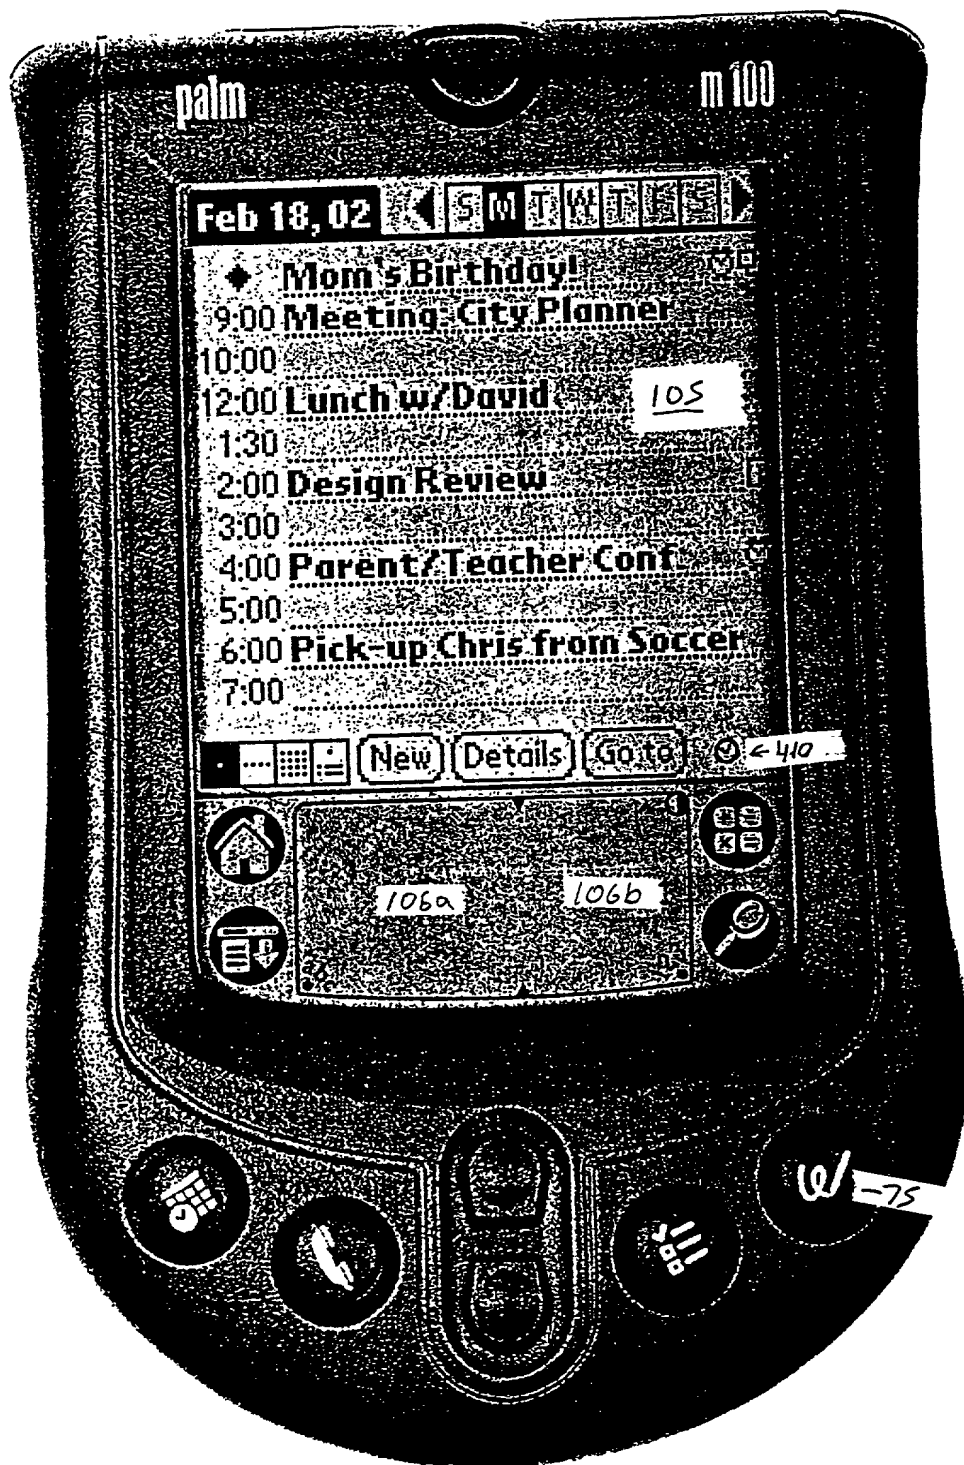 palm m100
Feb 18, 02 S M T W T F S
Mom's Birthday!
9:00 Meeting: City Planner
10:00
12:00 Lunch w/David
105
1:30
2:00 Design Review
3:00
4:00 Parent/Teacher Conf.
5:00
6:00 Pick-up Chris from Soccer
7:00
New Details Go to ←410
106a 106b
-75